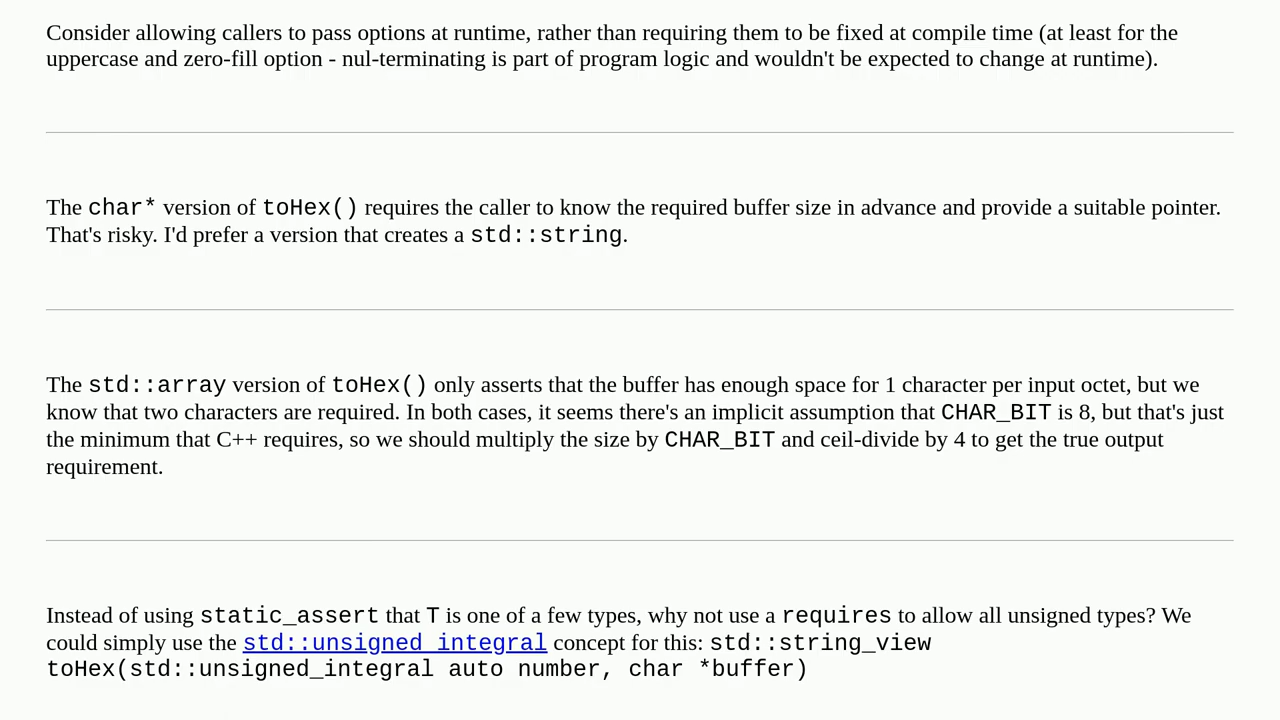 Consider allowing callers to pass options at runtime, rather than requiring them to be fixed at compile time (at least for the
uppercase and zero-fill option - nul-terminating is part of program logic and wouldn't be expected to change at runtime).
The char* version of toHex() requires the caller to know the required buffer size in advance and provide a suitable pointer.
That's risky. I'd prefer a version that creates a std::string.
The std::array version of toHex() only asserts that the buffer has enough space for 1 character per input octet, but we
know that two characters are required. In both cases, it seems there's an implicit assumption that CHAR_BIT is 8, but that's just
the minimum that C++ requires, so we should multiply the size by CHAR_BIT and ceil-divide by 4 to get the true output
requirement.
Instead of using static_assert that T is one of a few types, why not use a requires to allow all unsigned types? We
could simply use the std::unsigned_integral concept for this: std::string_view
toHex(std::unsigned_integral auto number, char *buffer)